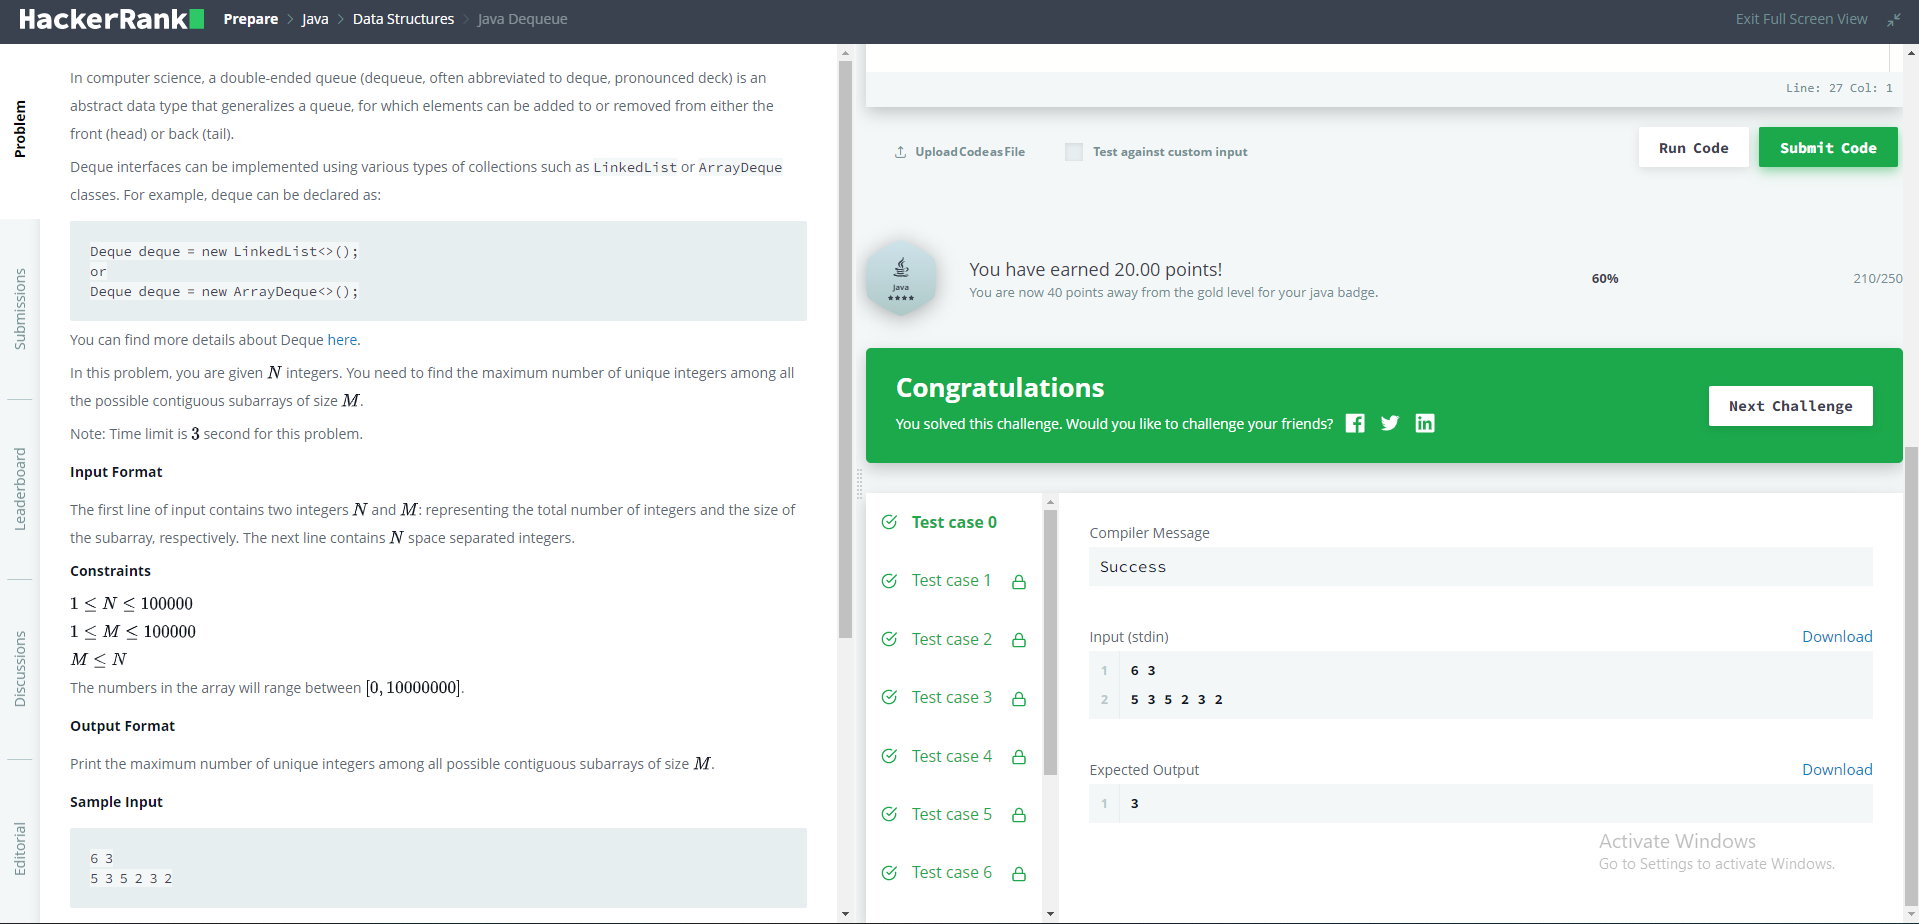 HackerRank Prepare > Java > Data Structures > Java Dequeue Exit Full Screen View
Problem
Submissions
Leaderboard
Discussions
Editorial
In computer science, a double-ended queue (dequeue, often abbreviated to deque, pronounced deck) is an
abstract data type that generalizes a queue, for which elements can be added to or removed from either the
front (head) or back (tail).
Deque interfaces can be implemented using various types of collections such as LinkedList or ArrayDeque
classes. For example, deque can be declared as:
Deque deque = new LinkedList<>();
or
Deque deque = new ArrayDeque<>();
You can find more details about Deque here.
In this problem, you are given N integers. You need to find the maximum number of unique integers among all
the possible contiguous subarrays of size M.
Note: Time limit is 3 second for this problem.
Input Format
The first line of input contains two integers N and M: representing the total number of integers and the size of
the subarray, respectively. The next line contains N space separated integers.
Constraints
1 ≤ N ≤ 100000
1 ≤ M ≤ 100000
M ≤ N
The numbers in the array will range between [0, 10000000].
Output Format
Print the maximum number of unique integers among all possible contiguous subarrays of size M.
Sample Input
6 3
5 3 5 2 3 2
Line: 27 Col: 1
Upload Code as File
Test against custom input
Run Code
Submit Code
Java
You have earned 20.00 points!
You are now 40 points away from the gold level for your java badge.
60%
210/250
Congratulations
You solved this challenge. Would you like to challenge your friends?
Next Challenge
Test case 0
Test case 1
Test case 2
Test case 3
Test case 4
Test case 5
Test case 6
Compiler Message
Success
Input (stdin) Download
1 6 3
2 5 3 5 2 3 2
Expected Output Download
1 3
Activate Windows
Go to Settings to activate Windows.